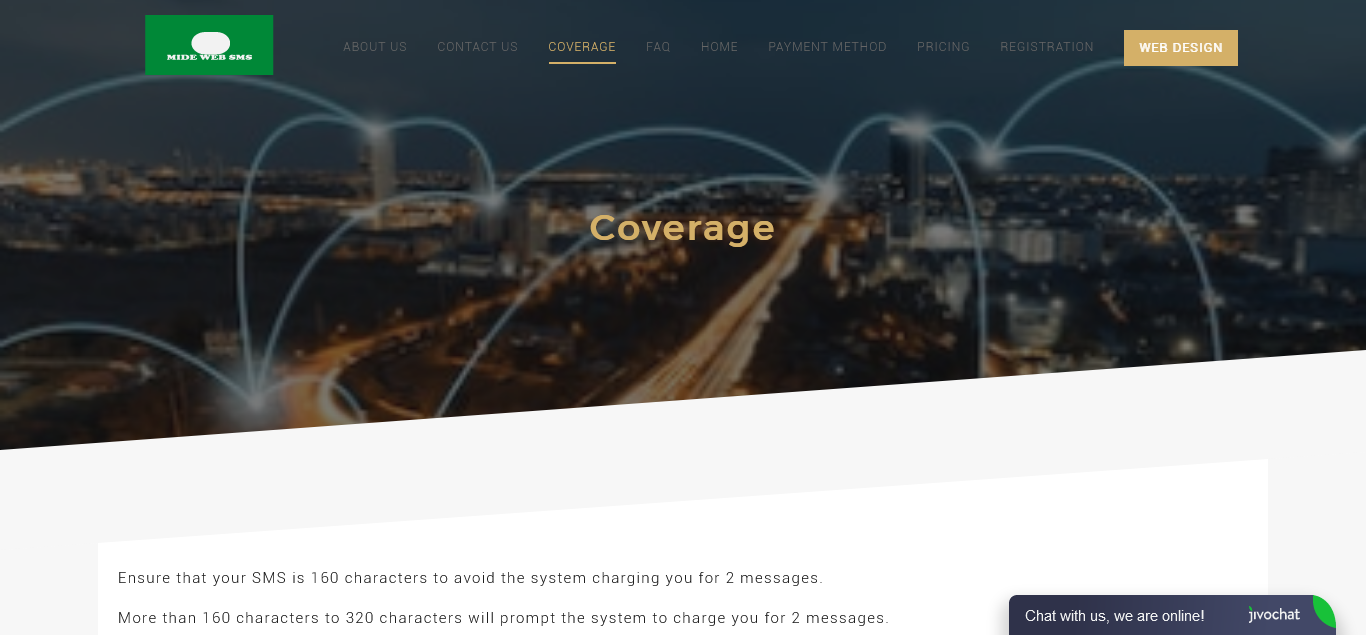 MIDE WEB SMS
ABOUT US CONTACT US COVERAGE FAQ HOME PAYMENT METHOD PRICING REGISTRATION WEB DESIGN
Coverage
Ensure that your SMS is 160 characters to avoid the system charging you for 2 messages.
More than 160 characters to 320 characters will prompt the system to charge you for 2 messages.
Chat with us, we are online! jivochat